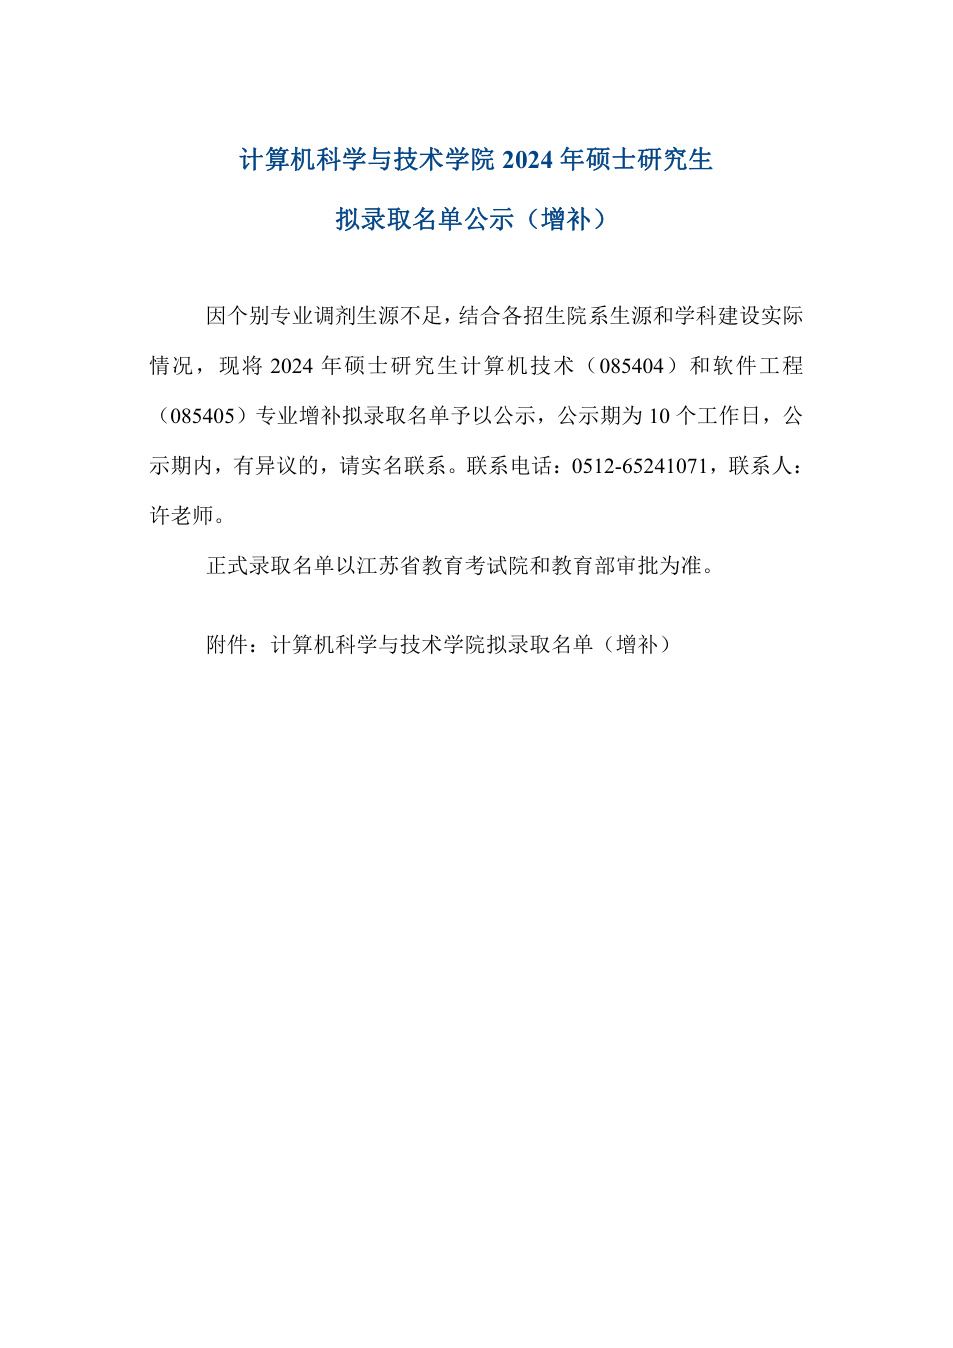 计算机科学与技术学院 2024 年硕士研究生
拟录取名单公示（增补）
因个别专业调剂生源不足，结合各招生院系生源和学科建设实际
情况，现将 2024 年硕士研究生计算机技术（085404）和软件工程
（085405）专业增补拟录取名单予以公示，公示期为 10 个工作日，公
示期内，有异议的，请实名联系。联系电话：0512-65241071，联系人：
许老师。
正式录取名单以江苏省教育考试院和教育部审批为准。
附件：计算机科学与技术学院拟录取名单（增补）